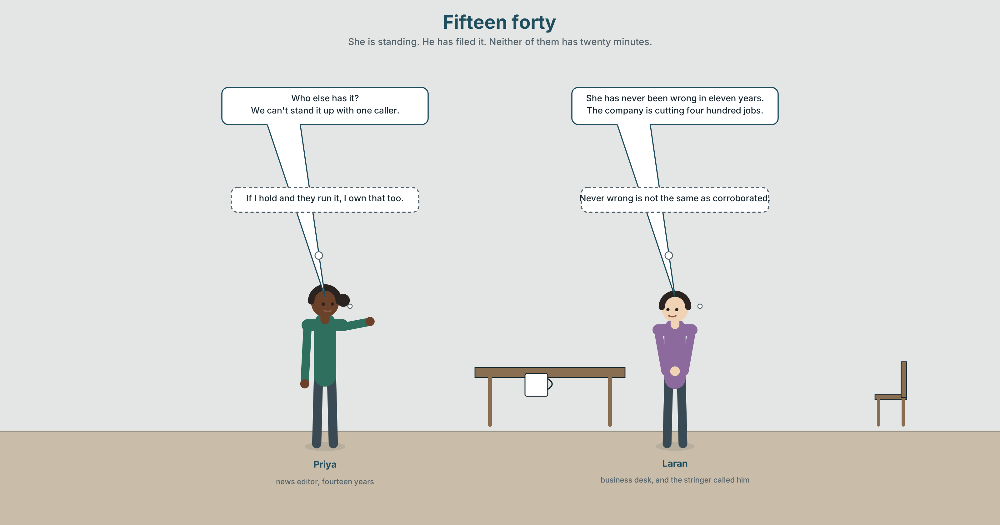 Fifteen forty
She is standing. He has filed it. Neither of them has twenty minutes.
Who else has it?
We can't stand it up with one caller.
She has never been wrong in eleven years.
The company is cutting four hundred jobs.
If I hold and they run it, I own that too.
Never wrong is not the same as corroborated.
Priya
news editor, fourteen years
Laran
business desk, and the stringer called him